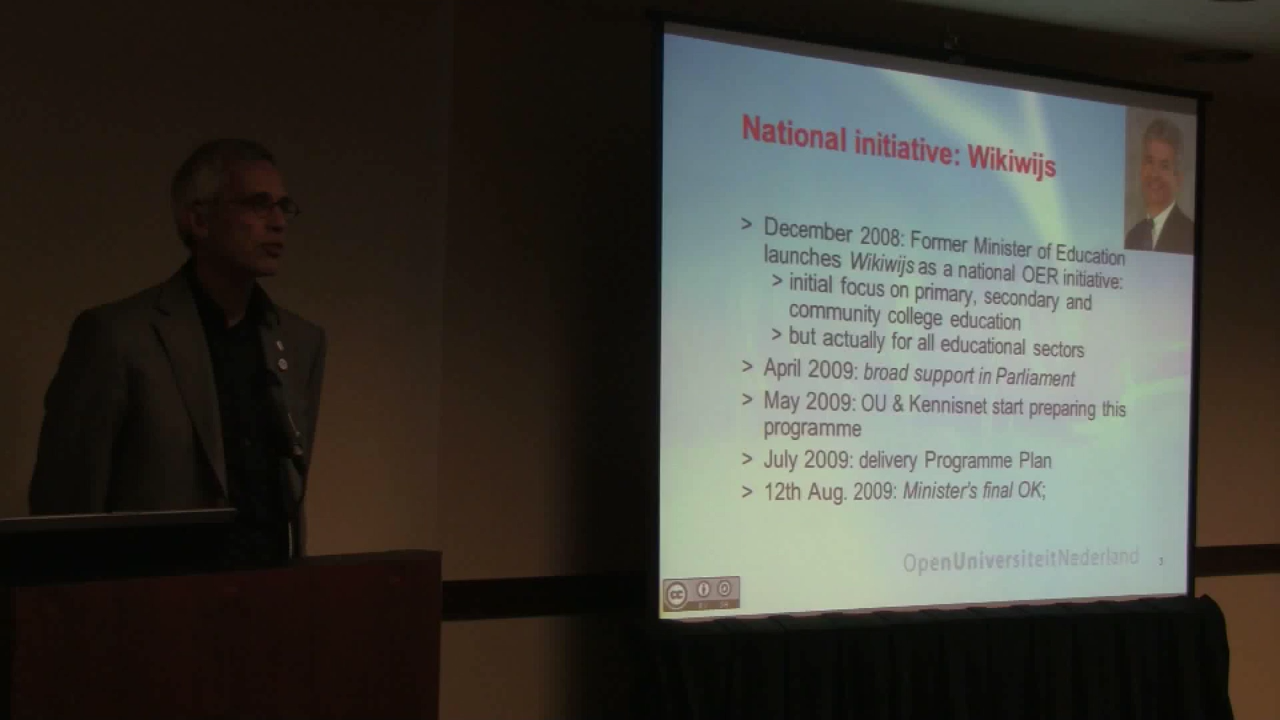 National initiative: Wikiwijs
> December 2008: Former Minister of Education
launches Wikiwijs as a national OER initiative:
> initial focus on primary, secondary and
community college education
> but actually for all educational sectors
> April 2009: broad support in Parliament
> May 2009: OU & Kennisnet start preparing this
programme
> July 2009: delivery Programme Plan
> 12th Aug. 2009: Minister's final OK;
OpenUniversiteitNederland
cc